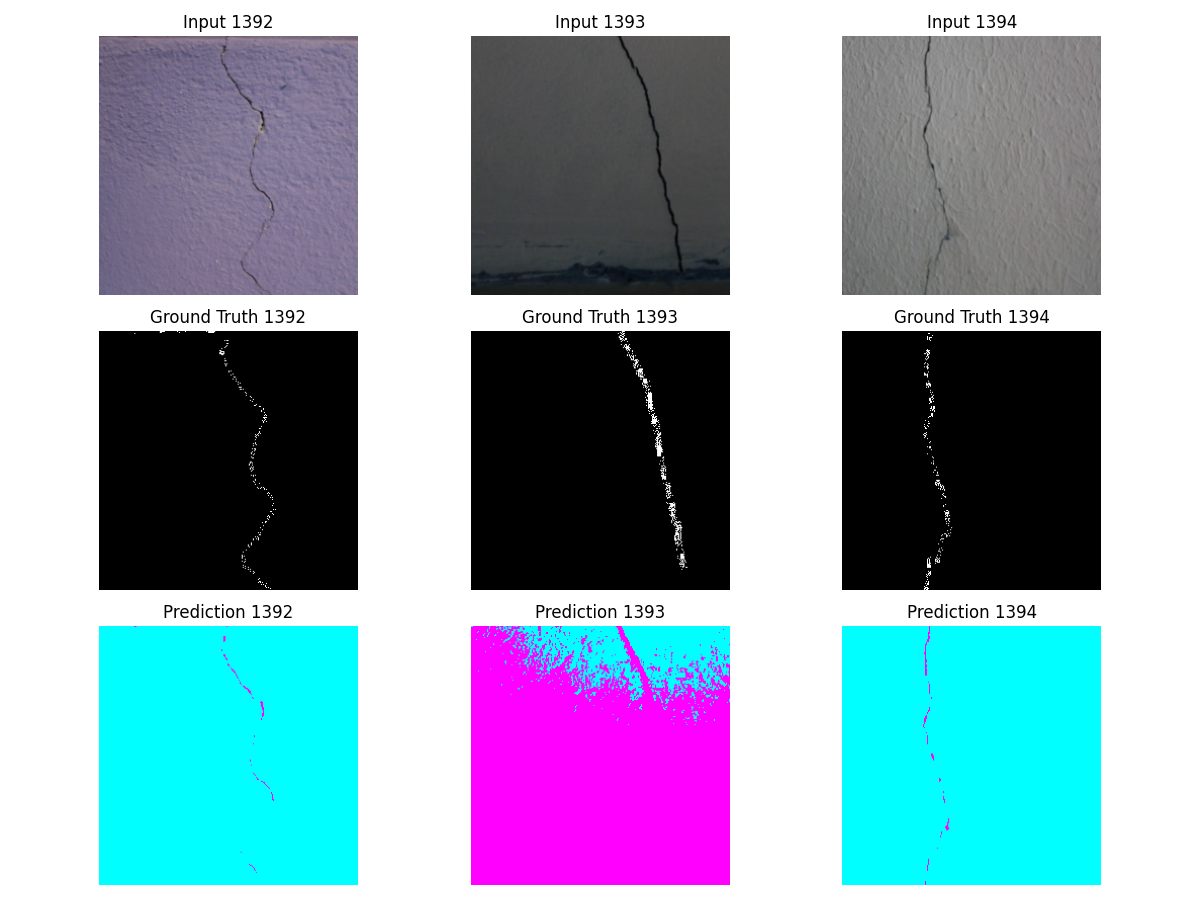 Input 1392
Input 1393
Input 1394
Ground Truth 1392
Ground Truth 1393
Ground Truth 1394
Prediction 1392
Prediction 1393
Prediction 1394